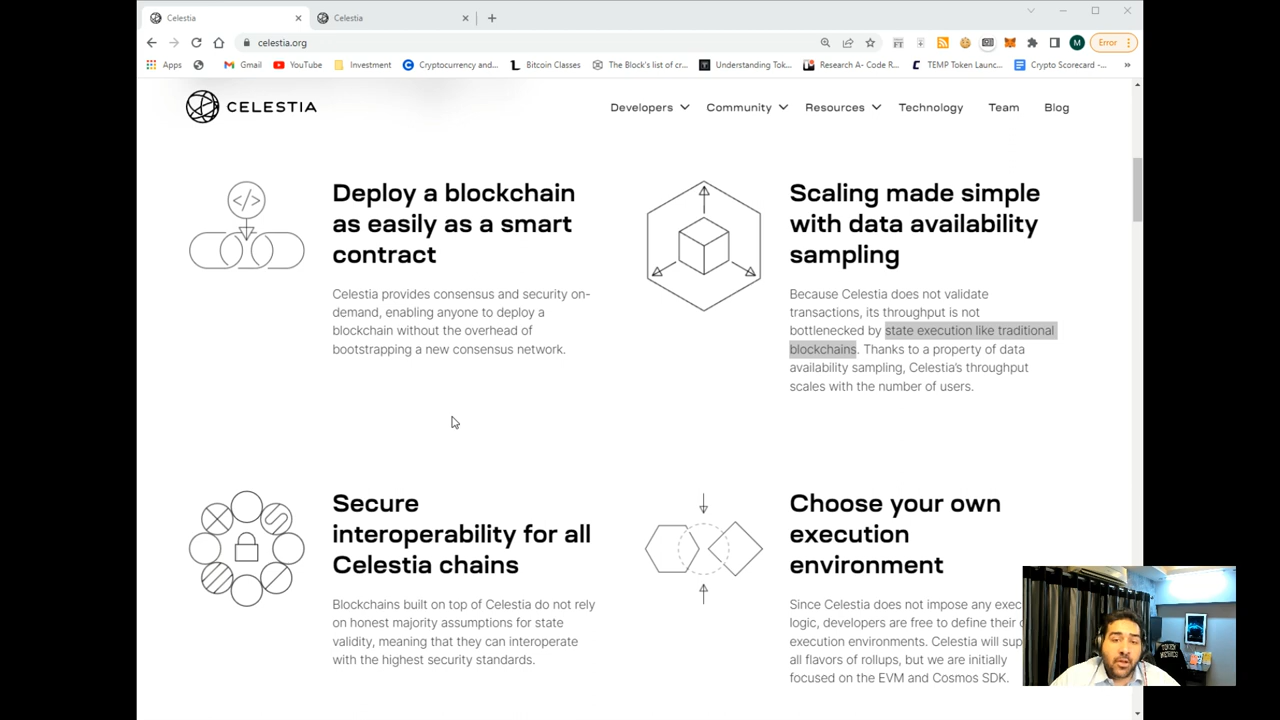 Celestia
Celestia
celestia.org
Error
Apps
Gmail
YouTube
Investment
Cryptocurrency and...
Bitcoin Classes
The Block's list of cr...
Understanding Tok...
Research A- Code R...
TEMP Token Launc...
Crypto Scorecard -...
CELESTIA
Developers
Community
Resources
Technology
Team
Blog
Deploy a blockchain
as easily as a smart
contract
Celestia provides consensus and security on-
demand, enabling anyone to deploy a
blockchain without the overhead of
bootstrapping a new consensus network.
Scaling made simple
with data availability
sampling
Because Celestia does not validate
transactions, its throughput is not
bottlenecked by state execution like traditional
blockchains. Thanks to a property of data
availability sampling, Celestia's throughput
scales with the number of users.
Secure
interoperability for all
Celestia chains
Blockchains built on top of Celestia do not rely
on honest majority assumptions for state
validity, meaning that they can interoperate
with the highest security standards.
Choose your own
execution
environment
Since Celestia does not impose any
logic, developers are free to define their
execution environments. Celestia will
all flavors of rollups, but we are initially
focused on the EVM and Cosmos SDK.
TOKEN
METRICS